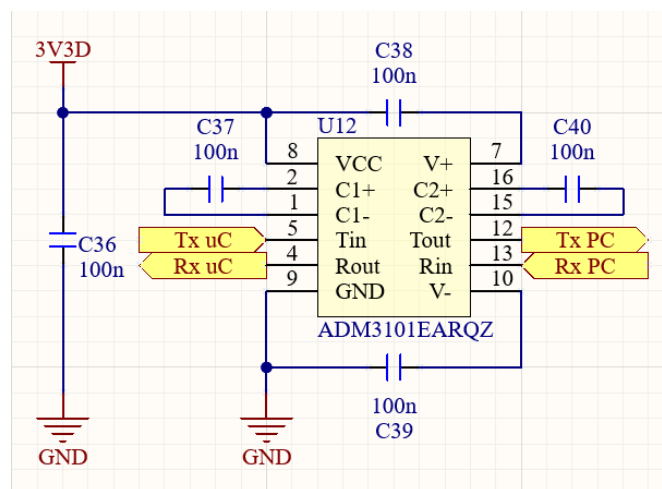 3V3D
C38
100n
C37
100n
U12
C40
100n
8 VCC V+ 7
2 C1+ C2+ 16
1 C1- C2- 15
Tx uC 5 Tin Tout 12 Tx PC
Rx uC 4 Rout Rin 13 Rx PC
9 GND V- 10
C36
100n
ADM3101EARQZ
100n
C39
GND
GND